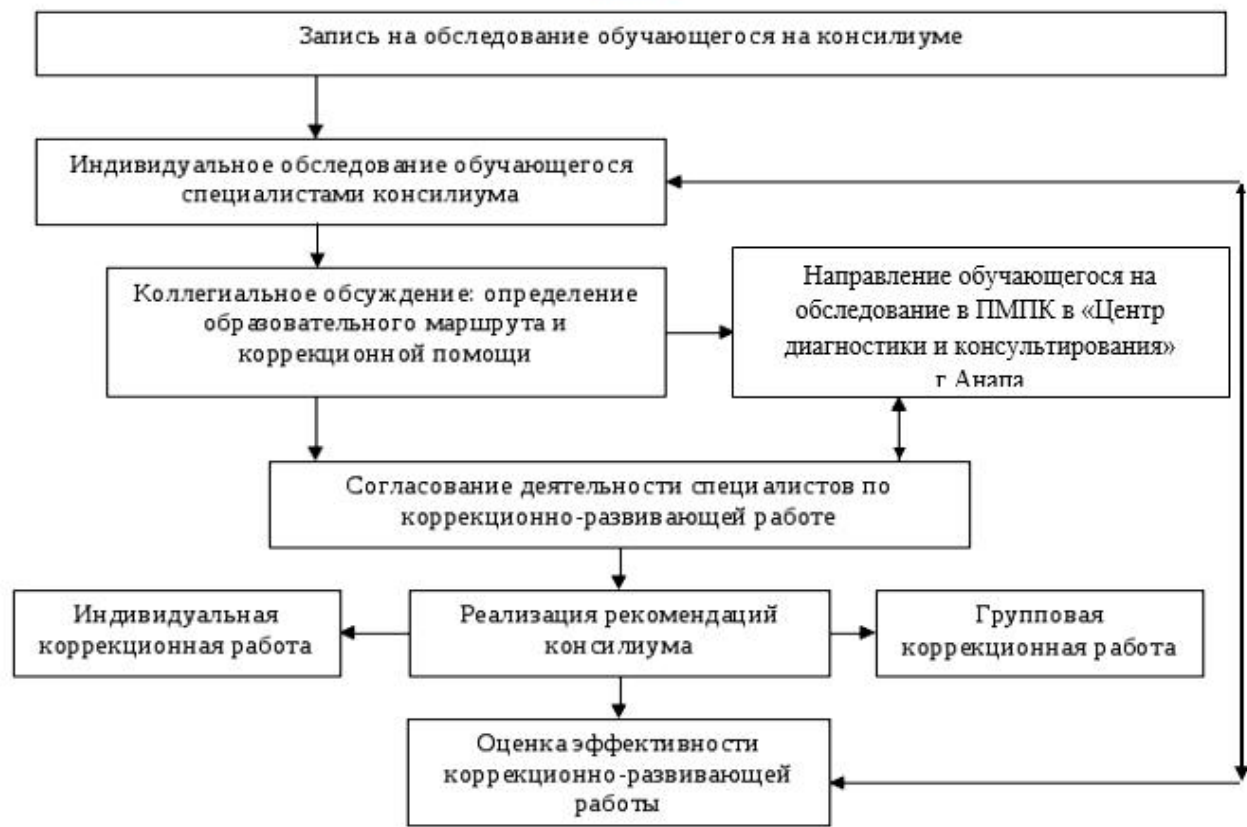 Запись на обследование обучающегося на консилиуме
Индивидуальное обследование обучающегося
специалистами консилиума
Коллегиальное обсуждение: определение
образовательного маршрута и
коррекционной помощи
Направление обучающегося на
обследование в ПМПК в «Центр
диагностики и консультирования»
г Анапа
Согласование деятельности специалистов по
коррекционно-развивающей работе
Индивидуальная
коррекционная работа
Реализация рекомендаций
консилиума
Групповая
коррекционная работа
Оценка эффективности
коррекционно-развивающей
работы